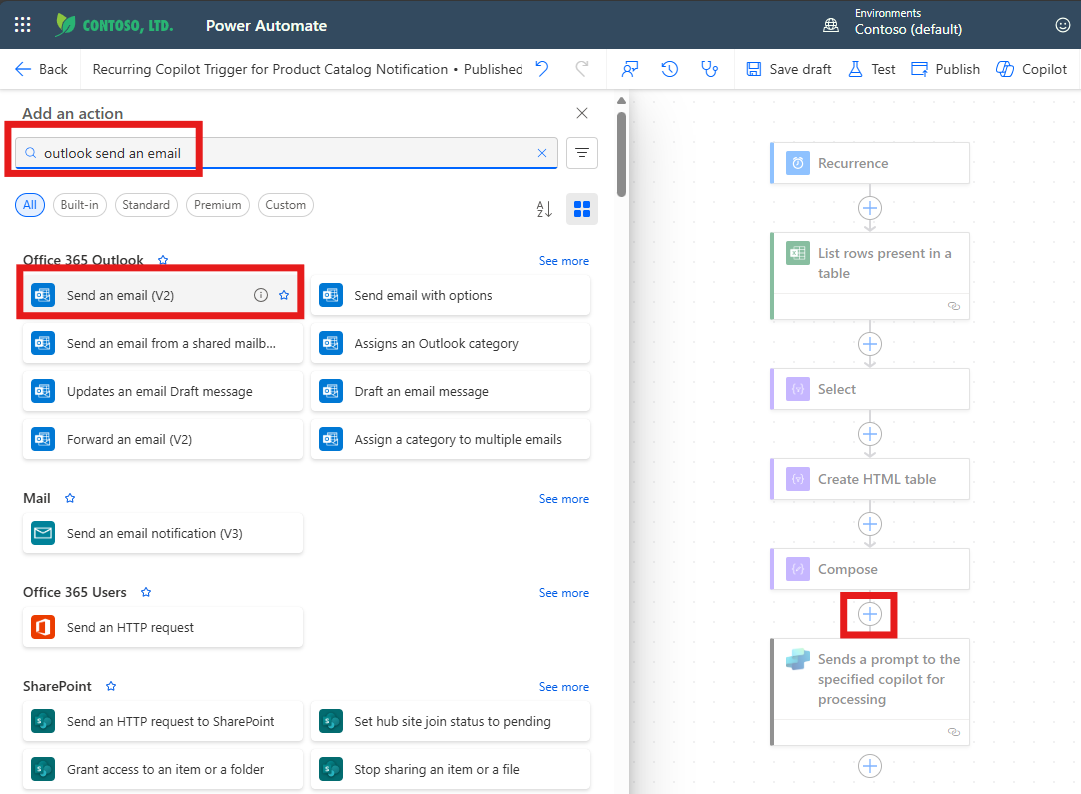 CONTOSO, LTD.
Power Automate
Environments
Contoso (default)
Back
Recurring Copilot Trigger for Product Catalog Notification • Published
Save draft
Test
Publish
Copilot
Add an action
outlook send an email
All
Built-in
Standard
Premium
Custom
A
Z
Office 365 Outlook
See more
Send an email (V2)
Send email with options
Send an email from a shared mailb...
Assigns an Outlook category
Updates an email Draft message
Draft an email message
Forward an email (V2)
Assign a category to multiple emails
Mail
See more
Send an email notification (V3)
Office 365 Users
See more
Send an HTTP request
SharePoint
See more
Send an HTTP request to SharePoint
Set hub site join status to pending
Grant access to an item or a folder
Stop sharing an item or a file
Recurrence
List rows present in a
table
Select
Create HTML table
Compose
Sends a prompt to the
specified copilot for
processing